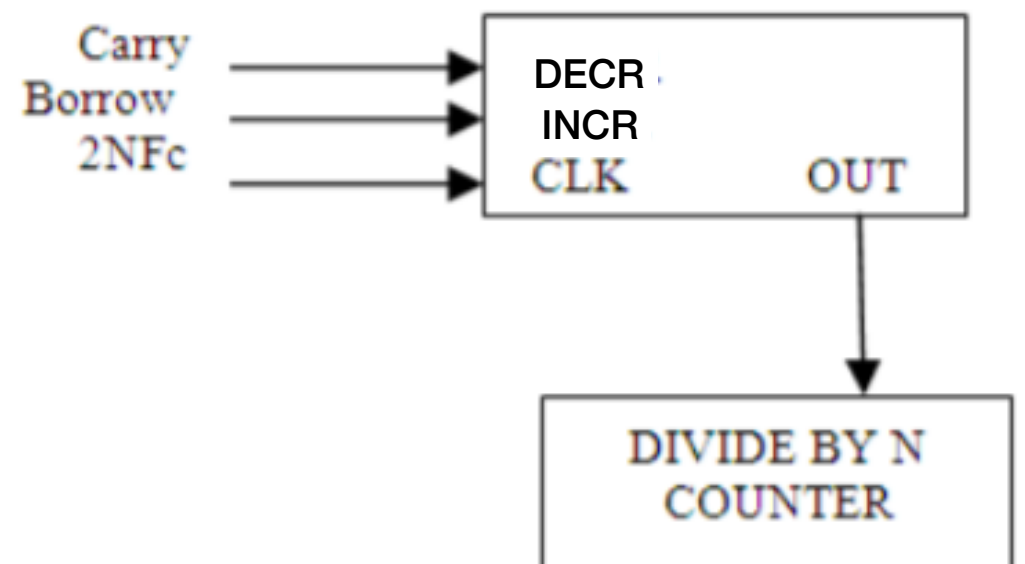 Carry
Borrow
2NFc
DECR
INCR
CLK OUT
DIVIDE BY N
COUNTER